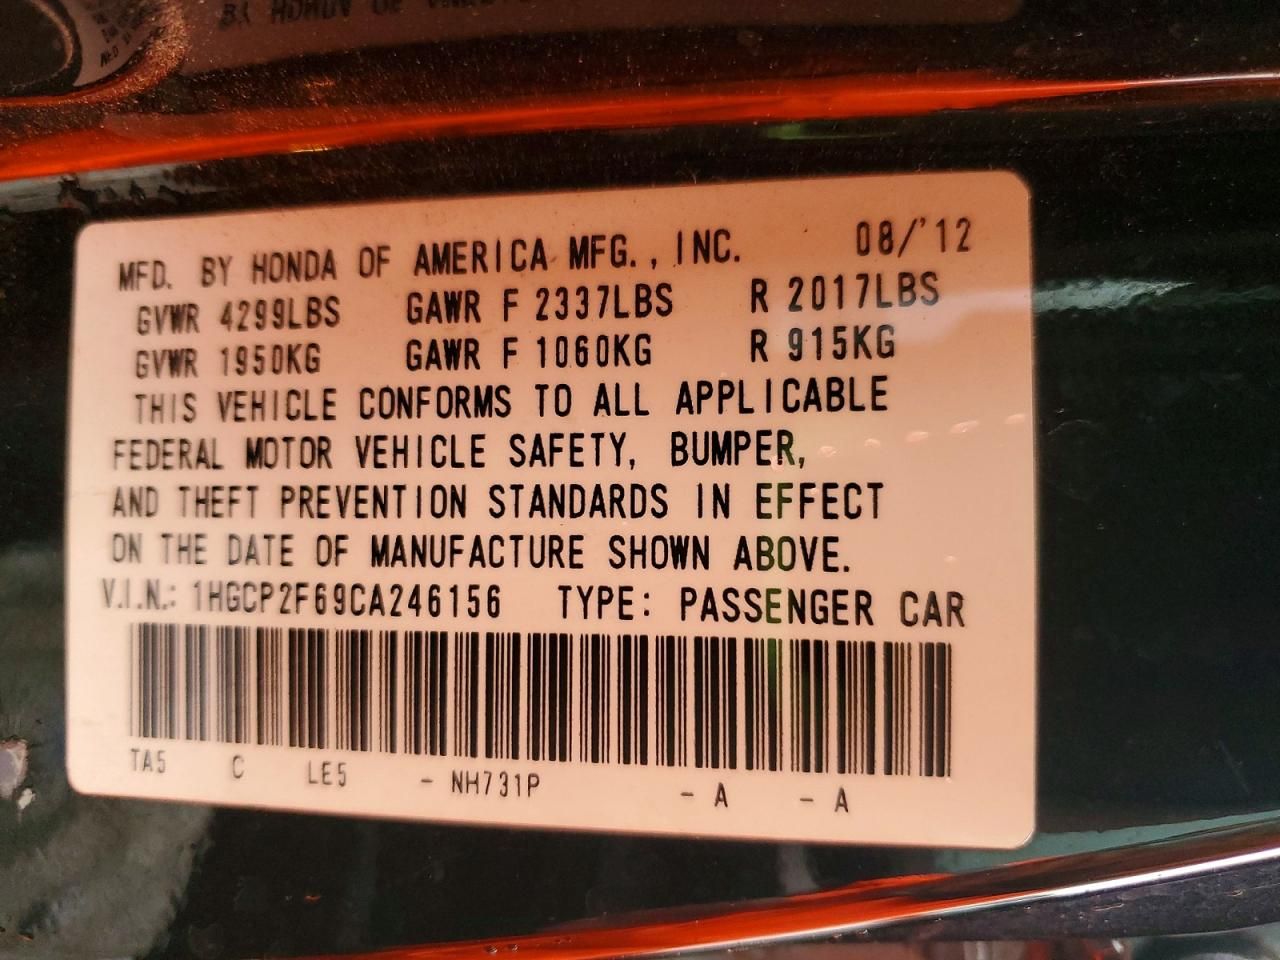 MFD. BY HONDA OF AMERICA MFG., INC. 08/'12
GVWR 4299LBS GAWR F 2337LBS R 2017LBS
GVWR 1950KG GAWR F 1060KG R 915KG
THIS VEHICLE CONFORMS TO ALL APPLICABLE
FEDERAL MOTOR VEHICLE SAFETY, BUMPER,
AND THEFT PREVENTION STANDARDS IN EFFECT
ON THE DATE OF MANUFACTURE SHOWN ABOVE.
V.I.N.: 1HGCP2F69CA246156 TYPE: PASSENGER CAR
TA5 C LE5 - NH731P - A - A